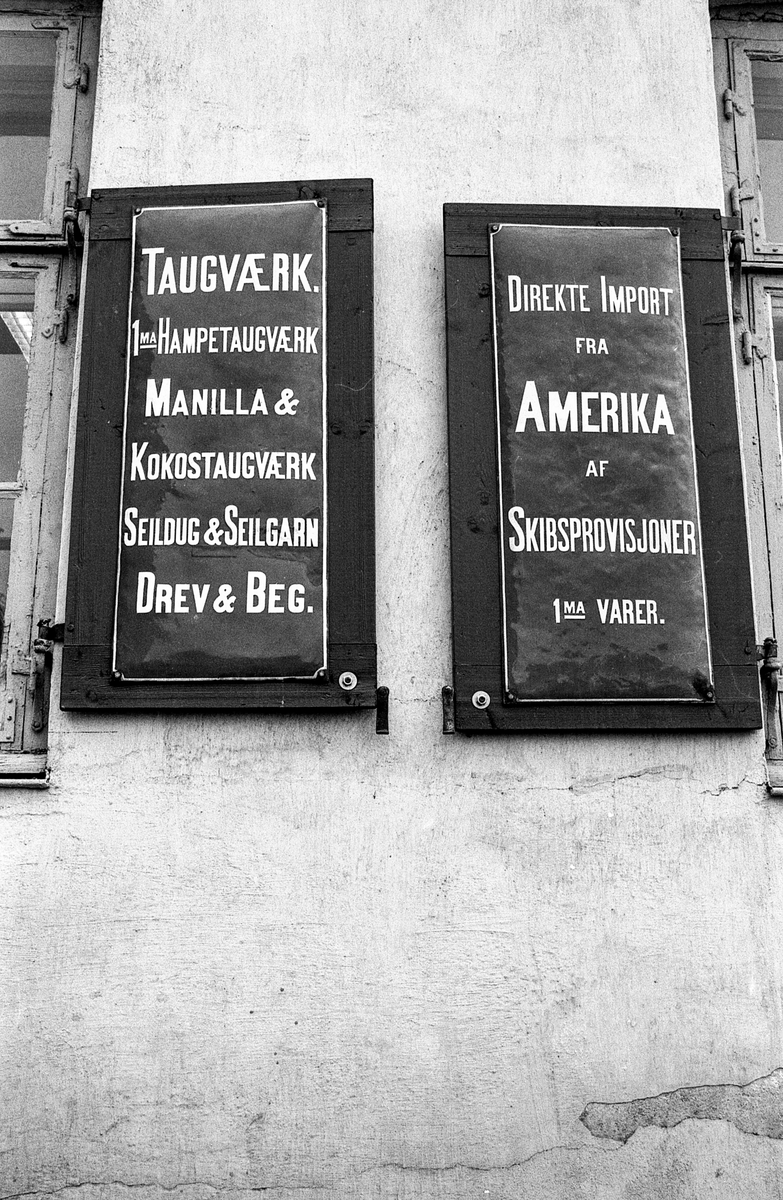 TAUGVÆRK.
1MA HAMPETAUGVÆRK
MANILLA &
KOKOSTAUGVÆRK
SEILDUG & SEILGARN
DREV & BEG.
DIREKTE IMPORT
FRA
AMERIKA
AF
SKIBSPROVISJONER
1MA VARER.